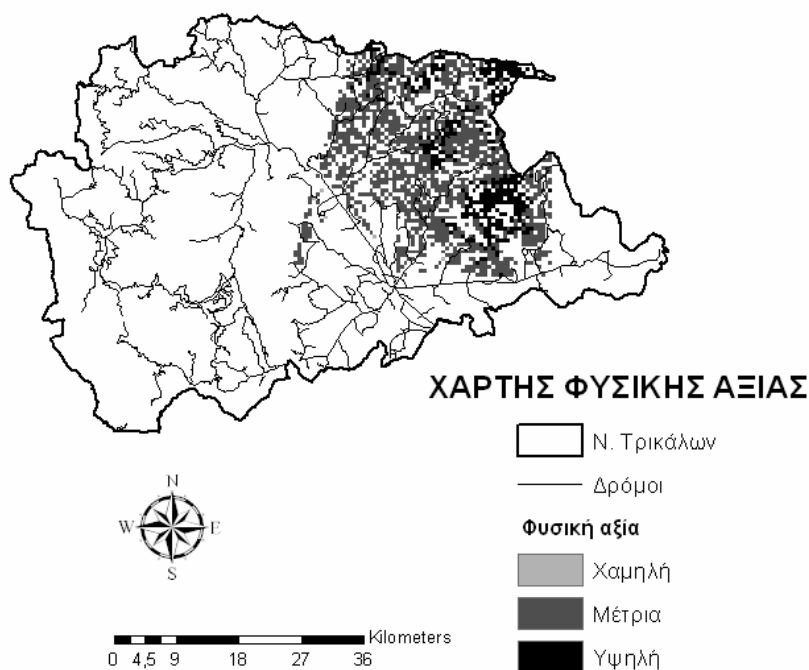 ΧΑΡΤΗΣ ΦΥΣΙΚΗΣ ΑΞΙΑΣ
Ν. Τρικάλων
Δρόμοι
Φυσική αξία
Χαμηλή
Μέτρια
Υψηλή
N
W E
S
Kilometers
0 4,5 9 18 27 36